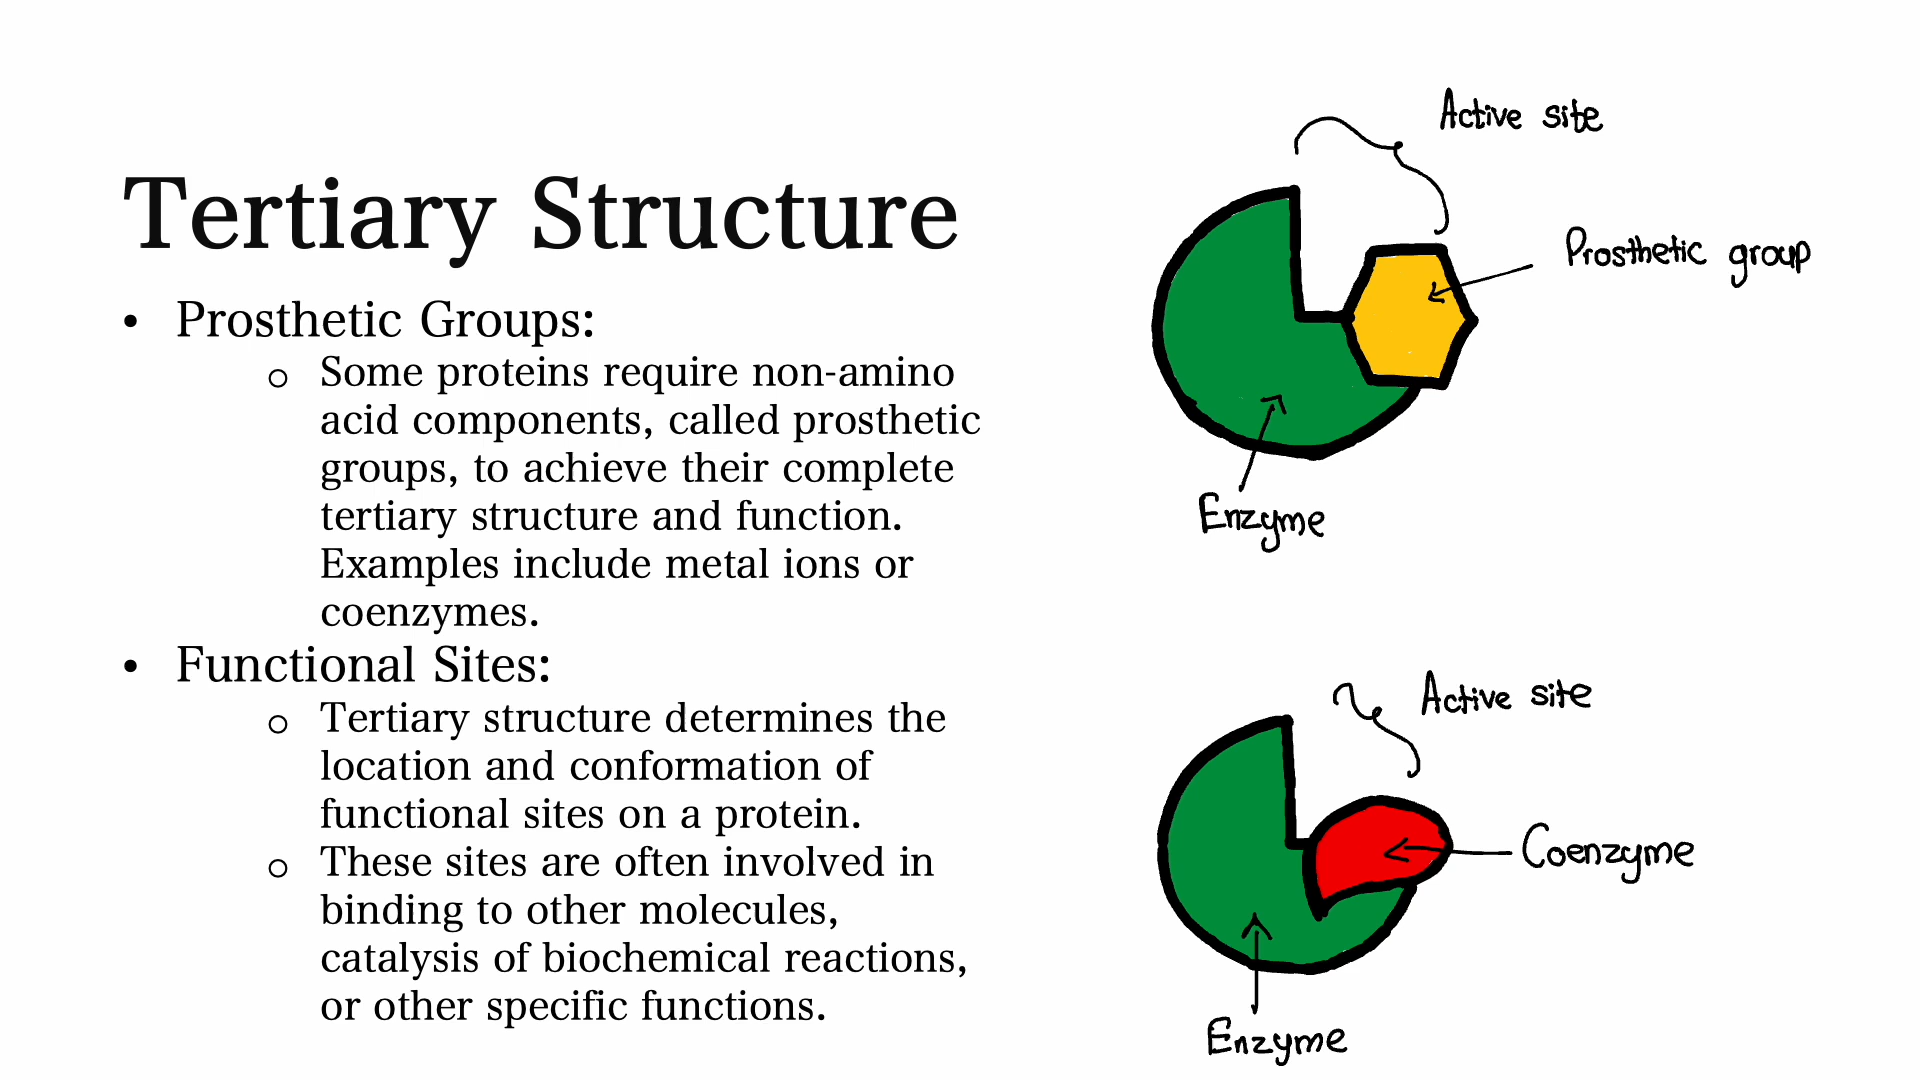 Tertiary Structure
• Prosthetic Groups:
○ Some proteins require non-amino
acid components, called prosthetic
groups, to achieve their complete
tertiary structure and function.
Examples include metal ions or
coenzymes.
• Functional Sites:
○ Tertiary structure determines the
location and conformation of
functional sites on a protein.
○ These sites are often involved in
binding to other molecules,
catalysis of biochemical reactions,
or other specific functions.
Active site
Prosthetic group
Enzyme
Active site
Coenzyme
Enzyme